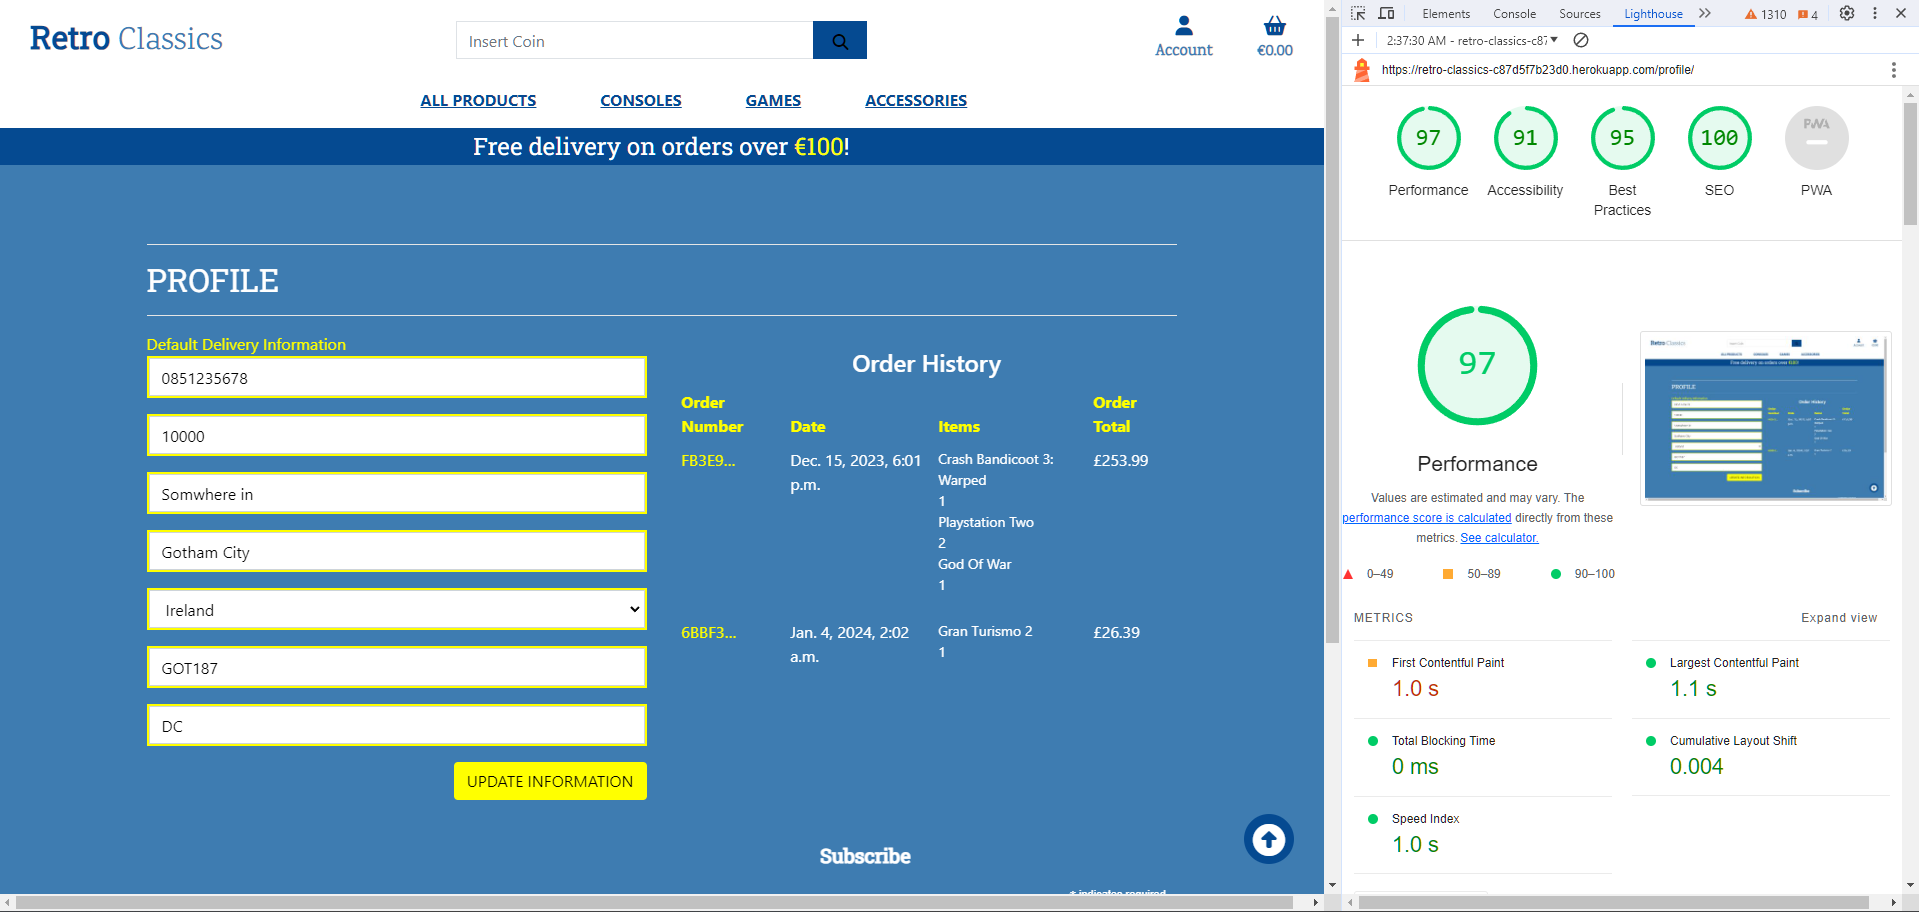 Retro Classics
Insert Coin
Account
€0.00
ALL PRODUCTS
CONSOLES
GAMES
ACCESSORIES
Free delivery on orders over €100!
PROFILE
Default Delivery Information
0851235678
10000
Somwhere in
Gotham City
Ireland
GOT187
DC
UPDATE INFORMATION
Order History
Order Number
Date
Items
Order Total
FB3E9...
Dec. 15, 2023, 6:01
p.m.
Crash Bandicoot 3:
Warped
1
Playstation Two
2
God Of War
1
£253.99
6BBF3...
Jan. 4, 2024, 2:02
a.m.
Gran Turismo 2
1
£26.39
Subscribe
* indicates required
Elements
Console
Sources
Lighthouse
1310
4
2:37:30 AM - retro-classics-c87
https://retro-classics-c87d5f7b23d0.herokuapp.com/profile/
97
91
95
100
PWA
Performance
Accessibility
Best
Practices
SEO
PWA
97
Performance
Values are estimated and may vary. The
performance score is calculated directly from these
metrics. See calculator.
0–49
50–89
90–100
METRICS
Expand view
First Contentful Paint
1.0 s
Largest Contentful Paint
1.1 s
Total Blocking Time
0 ms
Cumulative Layout Shift
0.004
Speed Index
1.0 s